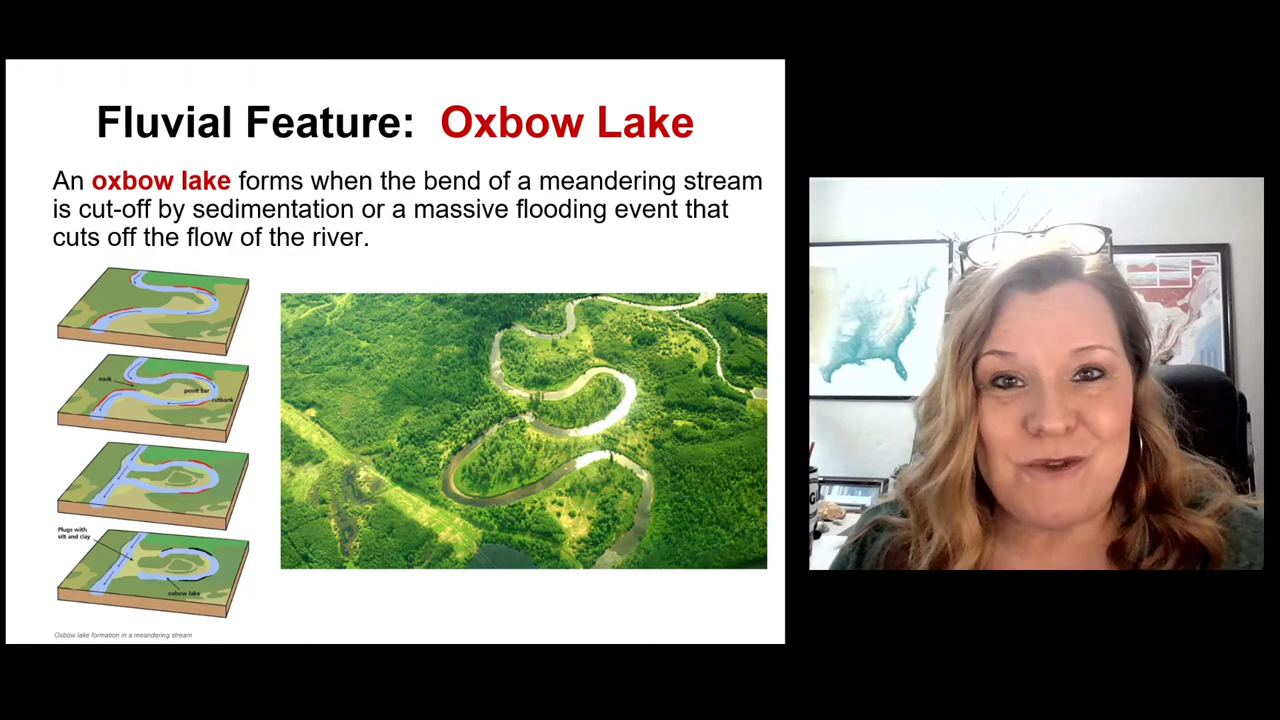 Fluvial Feature: Oxbow Lake
An oxbow lake forms when the bend of a meandering stream
is cut-off by sedimentation or a massive flooding event that
cuts off the flow of the river.
neck
point bar
cutbank
Plugs with
silt and clay
oxbow lake
Oxbow lake formation in a meandering stream